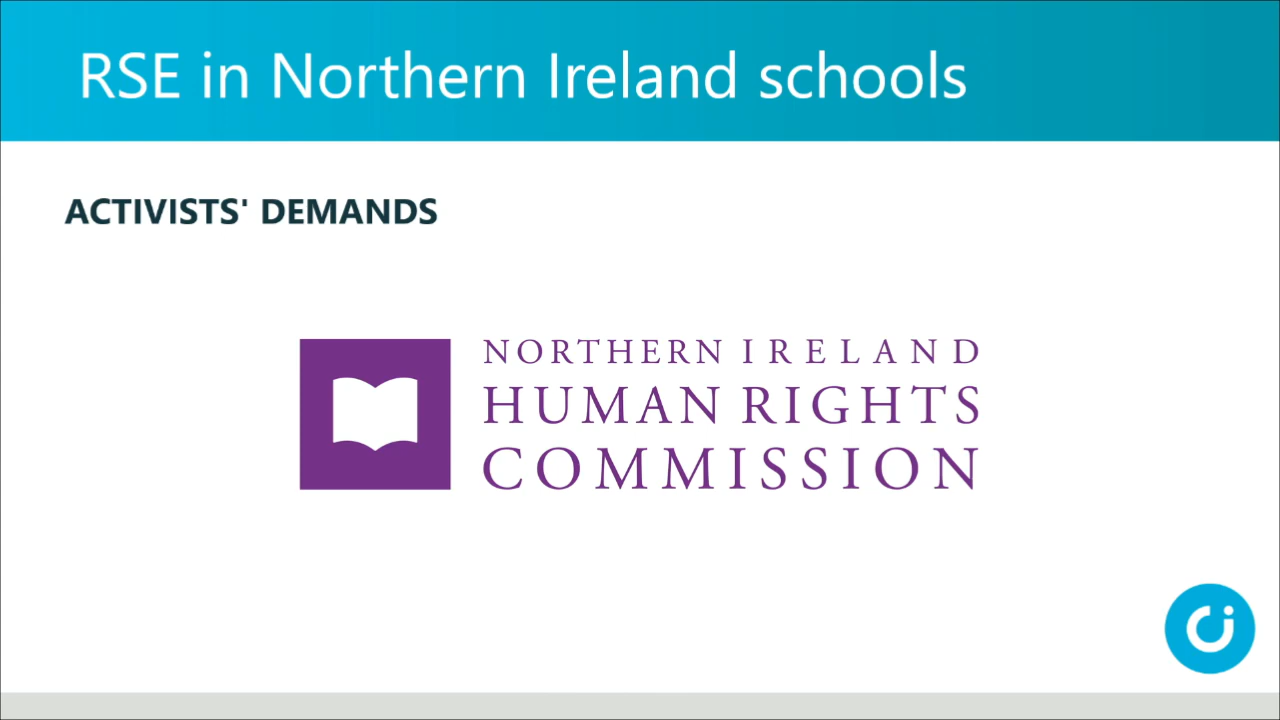 RSE in Northern Ireland schools
ACTIVISTS' DEMANDS
NORTHERN IRELAND
HUMAN RIGHTS
COMMISSION